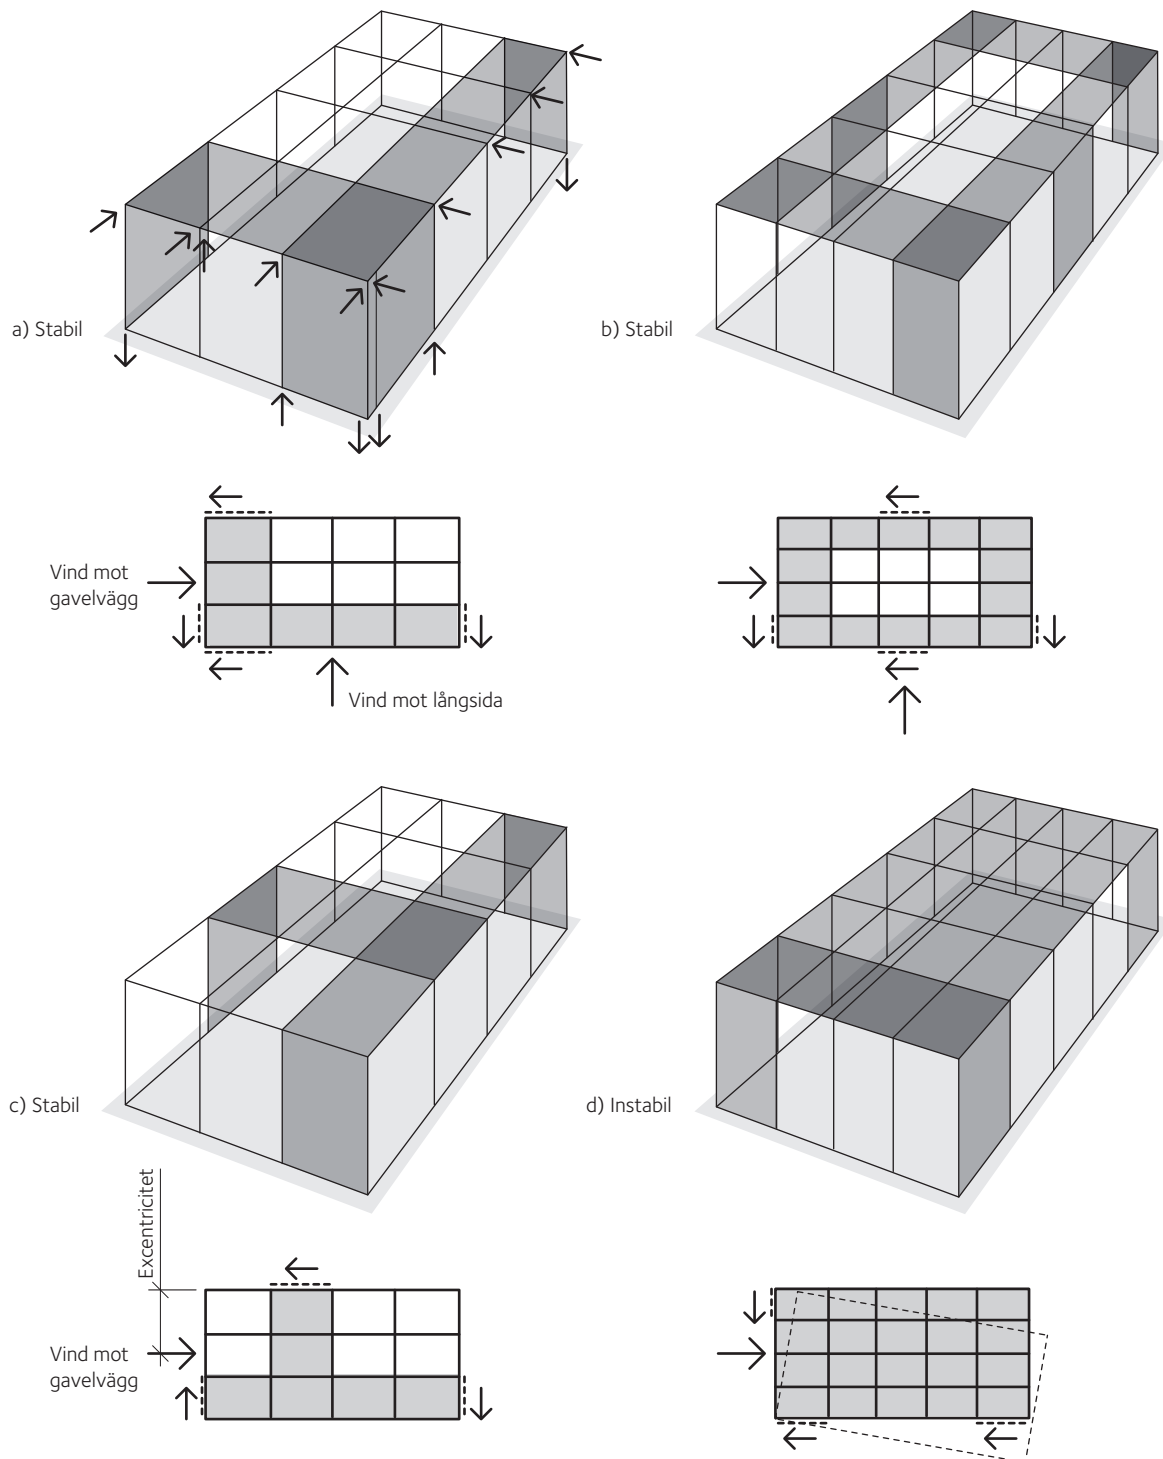 a) Stabil
b) Stabil
Vind mot
gavelvägg
Vind mot långsida
c) Stabil
d) Instabil
Excentricitet
Vind mot
gavelvägg